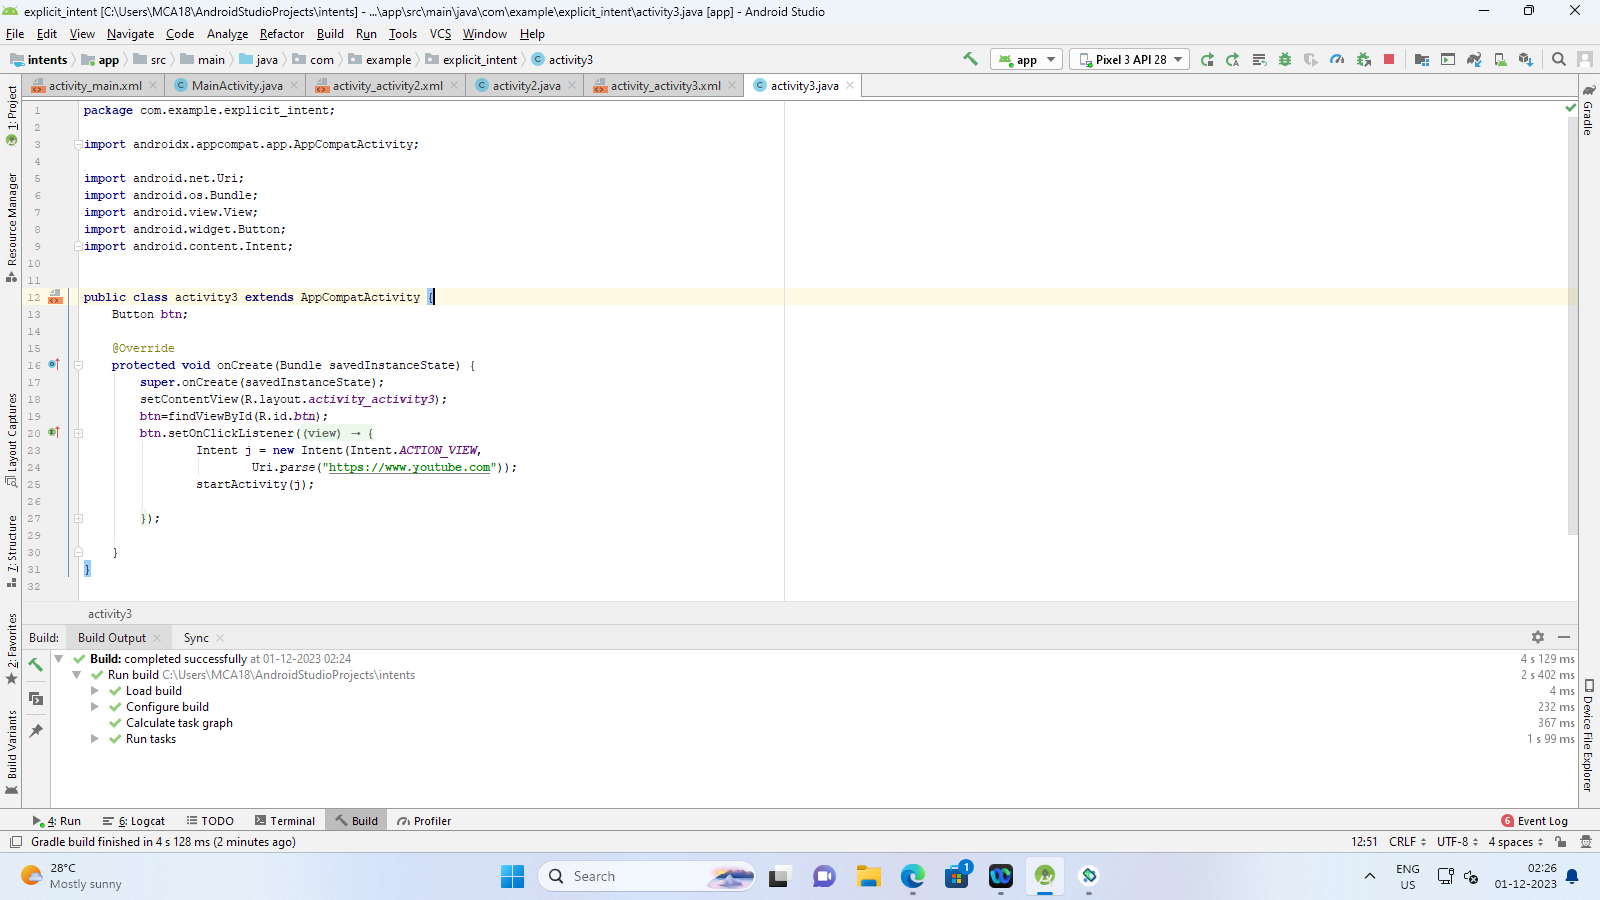 explicit_intent [C:\Users\MCA18\AndroidStudioProjects\intents] - ...\app\src\main\java\com\example\explicit_intent\activity3.java [app] - Android Studio
File Edit View Navigate Code Analyze Refactor Build Run Tools VCS Window Help
intents app src main java com example explicit_intent activity3
app Pixel 3 API 28
activity_main.xml MainActivity.java activity_activity2.xml activity2.java activity_activity3.xml activity3.java
1 package com.example.explicit_intent;
2
3 import androidx.appcompat.app.AppCompatActivity;
4
5 import android.net.Uri;
6 import android.os.Bundle;
7 import android.view.View;
8 import android.widget.Button;
9 import android.content.Intent;
10
11
12 public class activity3 extends AppCompatActivity {
13 Button btn;
14
15 @Override
16 protected void onCreate(Bundle savedInstanceState) {
17 super.onCreate(savedInstanceState);
18 setContentView(R.layout.activity_activity3);
19 btn=findViewById(R.id.btn);
20 btn.setOnClickListener((view) → {
23 Intent j = new Intent(Intent.ACTION_VIEW,
24 Uri.parse("https://www.youtube.com"));
25 startActivity(j);
26
27 });
29
30 }
31 }
32
activity3
1: Project
Resource Manager
Layout Captures
7: Structure
2: Favorites
Build Variants
Gradle
Device File Explorer
Build: Build Output Sync
Build: completed successfully at 01-12-2023 02:24 4 s 129 ms
Run build C:\Users\MCA18\AndroidStudioProjects\intents 2 s 402 ms
Load build 4 ms
Configure build 232 ms
Calculate task graph 367 ms
Run tasks 1 s 99 ms
4: Run 6: Logcat TODO Terminal Build Profiler 6 Event Log
Gradle build finished in 4 s 128 ms (2 minutes ago) 12:51 CRLF UTF-8 4 spaces
28°C
Mostly sunny
Search
1
ENG
US
02:26
01-12-2023